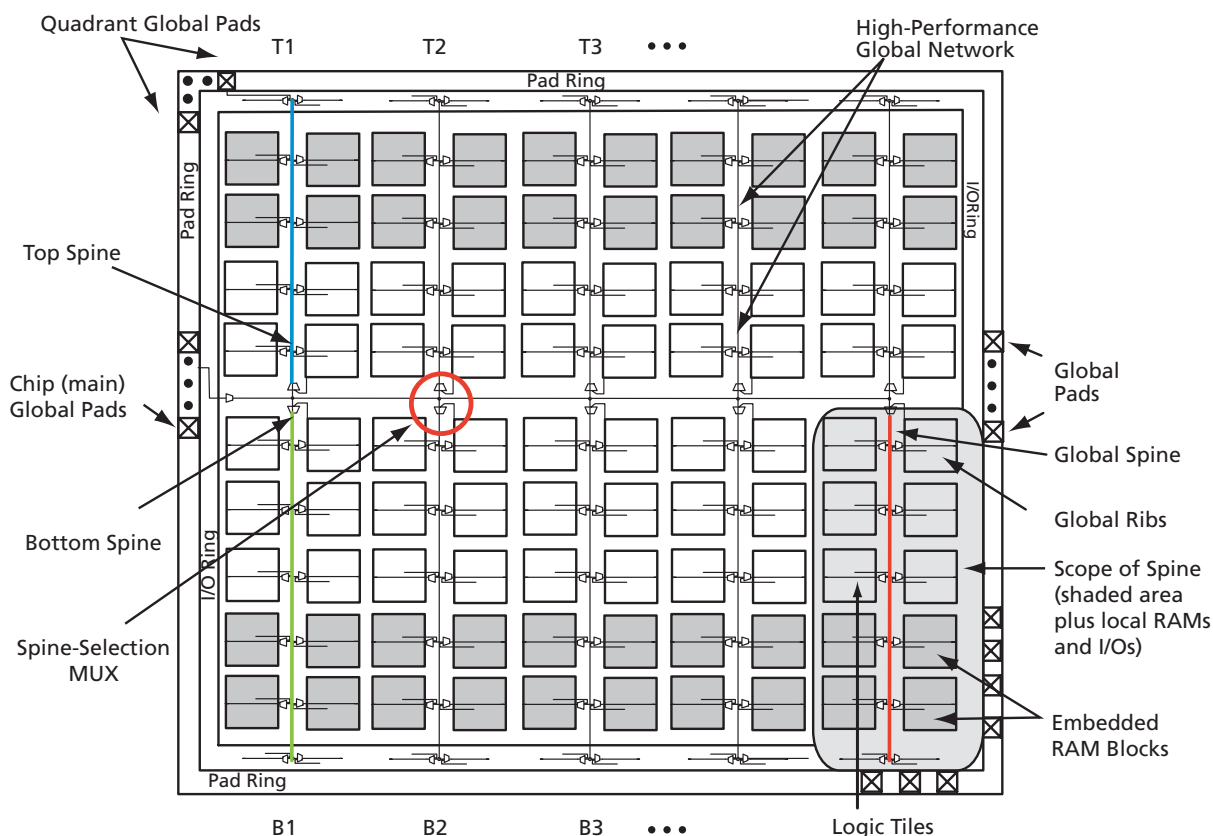 Quadrant Global Pads
T1
T2
T3
•••
High-Performance
Global Network
Pad Ring
Pad Ring
I/ORing
Top Spine
Chip (main)
Global Pads
Global
Pads
Global Spine
Bottom Spine
Global Ribs
I/O Ring
Scope of Spine
(shaded area
plus local RAMs
and I/Os)
Spine-Selection
MUX
Embedded
RAM Blocks
Pad Ring
B1
B2
B3
•••
Logic Tiles